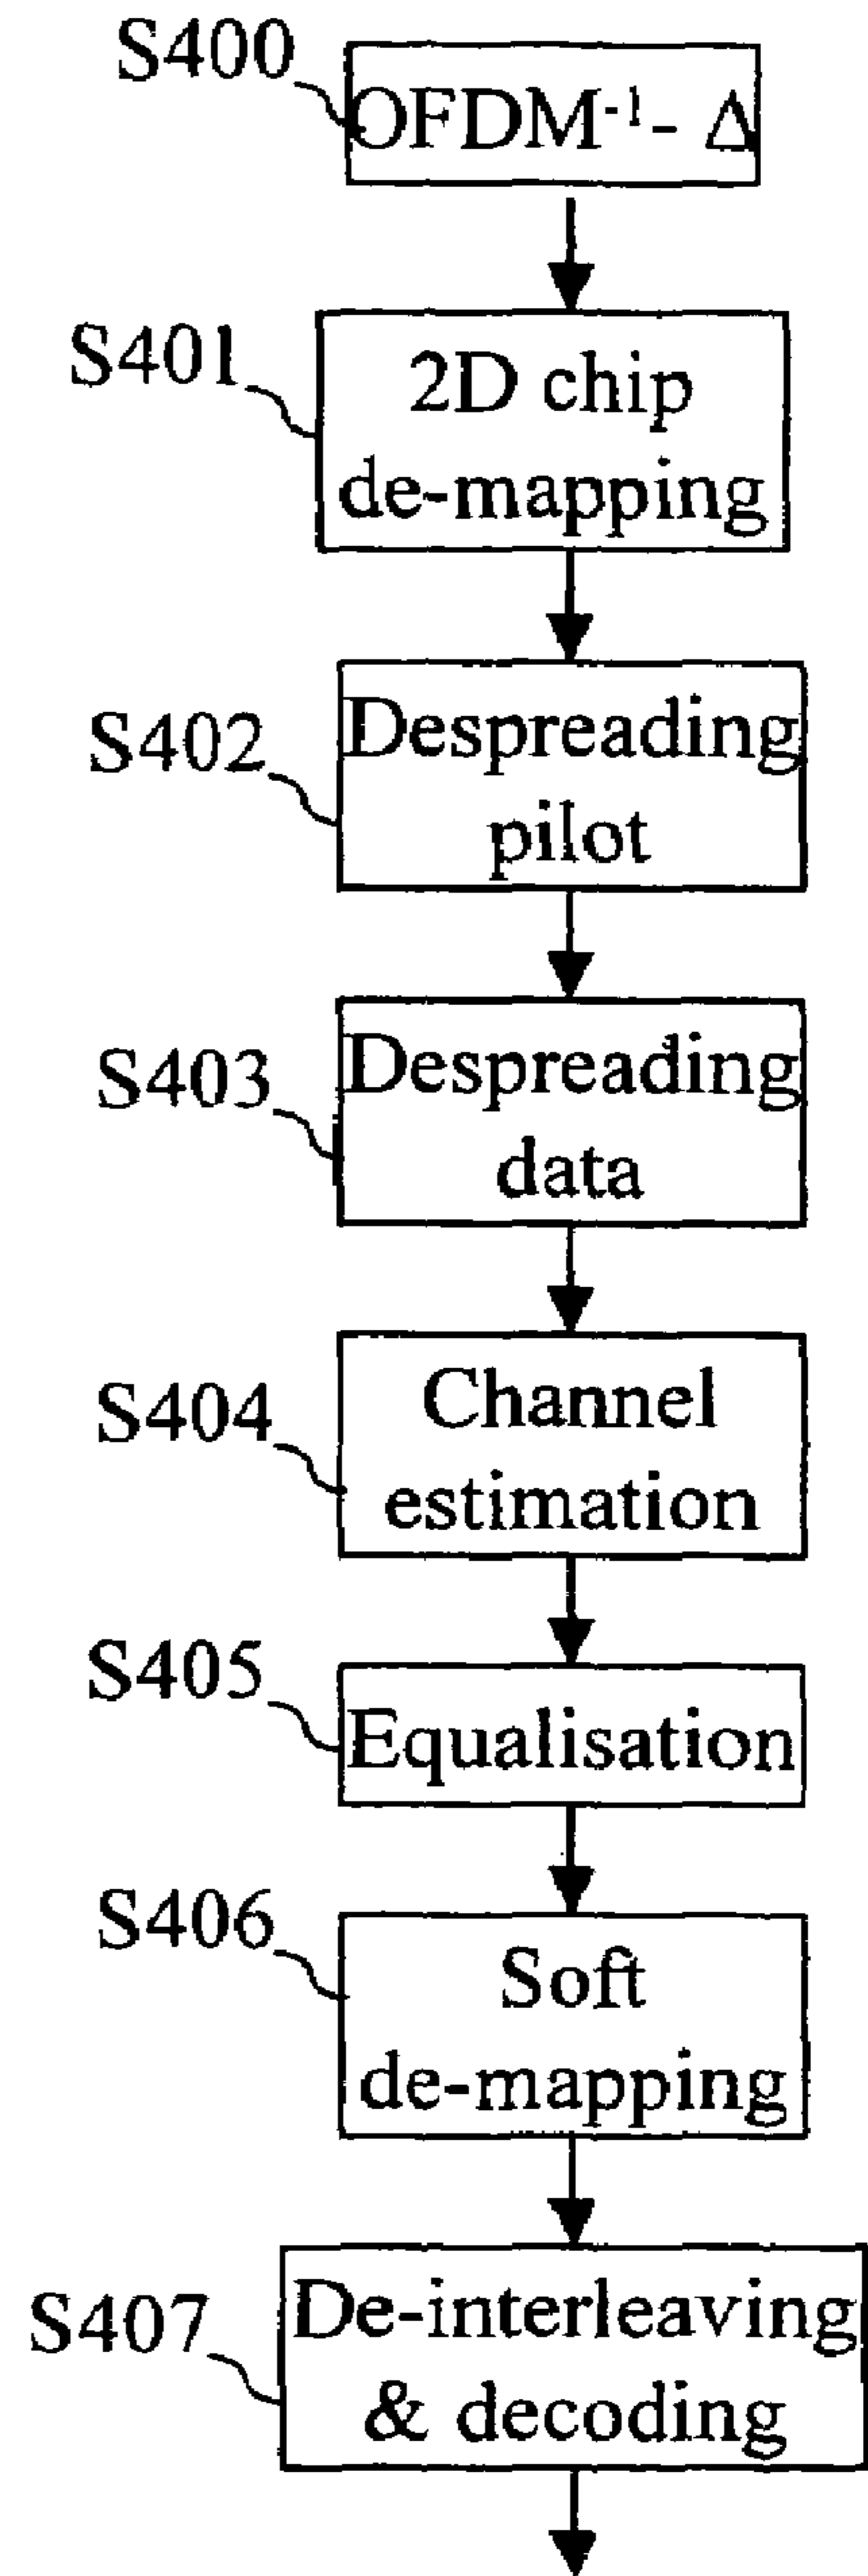 S400
OFDM⁻¹- Δ
S401
2D chip
de-mapping
S402
Despreading
pilot
S403
Despreading
data
S404
Channel
estimation
S405
Equalisation
S406
Soft
de-mapping
S407
De-interleaving
& decoding